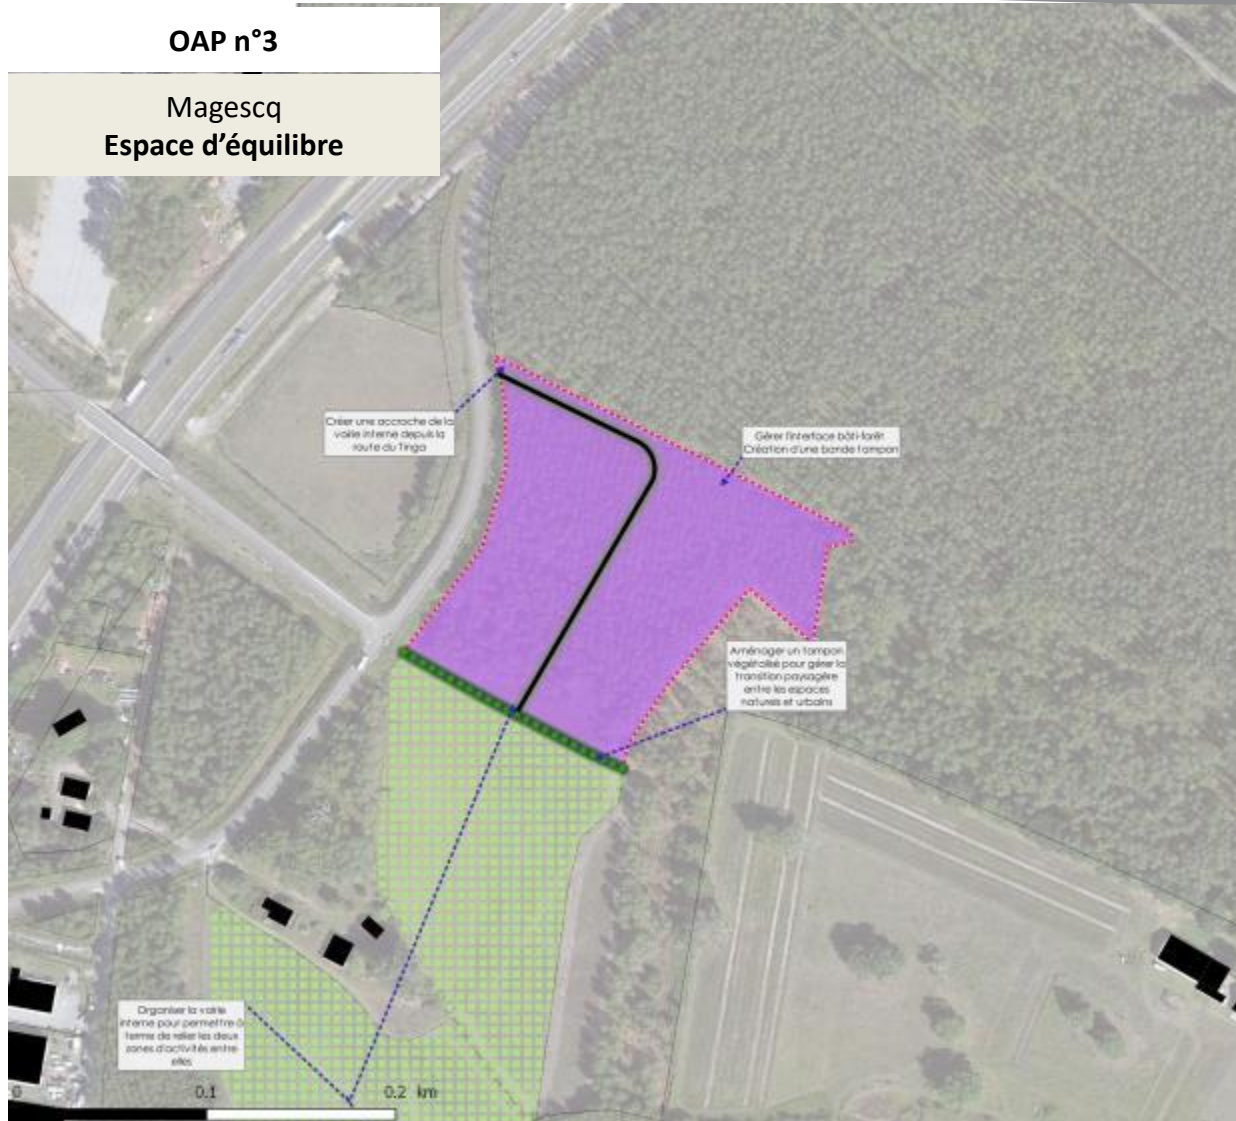 OAP n°3
Magescq
Espace d'équilibre
Créer une accroche de la
voirie interne depuis la
route du Tinga
Gérer l'interface bâti-forêt
Création d'une bande tampon
Aménager un tampon
végétalisé pour gérer la
transition paysagère
entre les espaces
naturels et urbains
Organiser la voirie
interne pour permettre à
terme de relier les deux
zones d'activités entre
elles
0 0.1 0.2 km